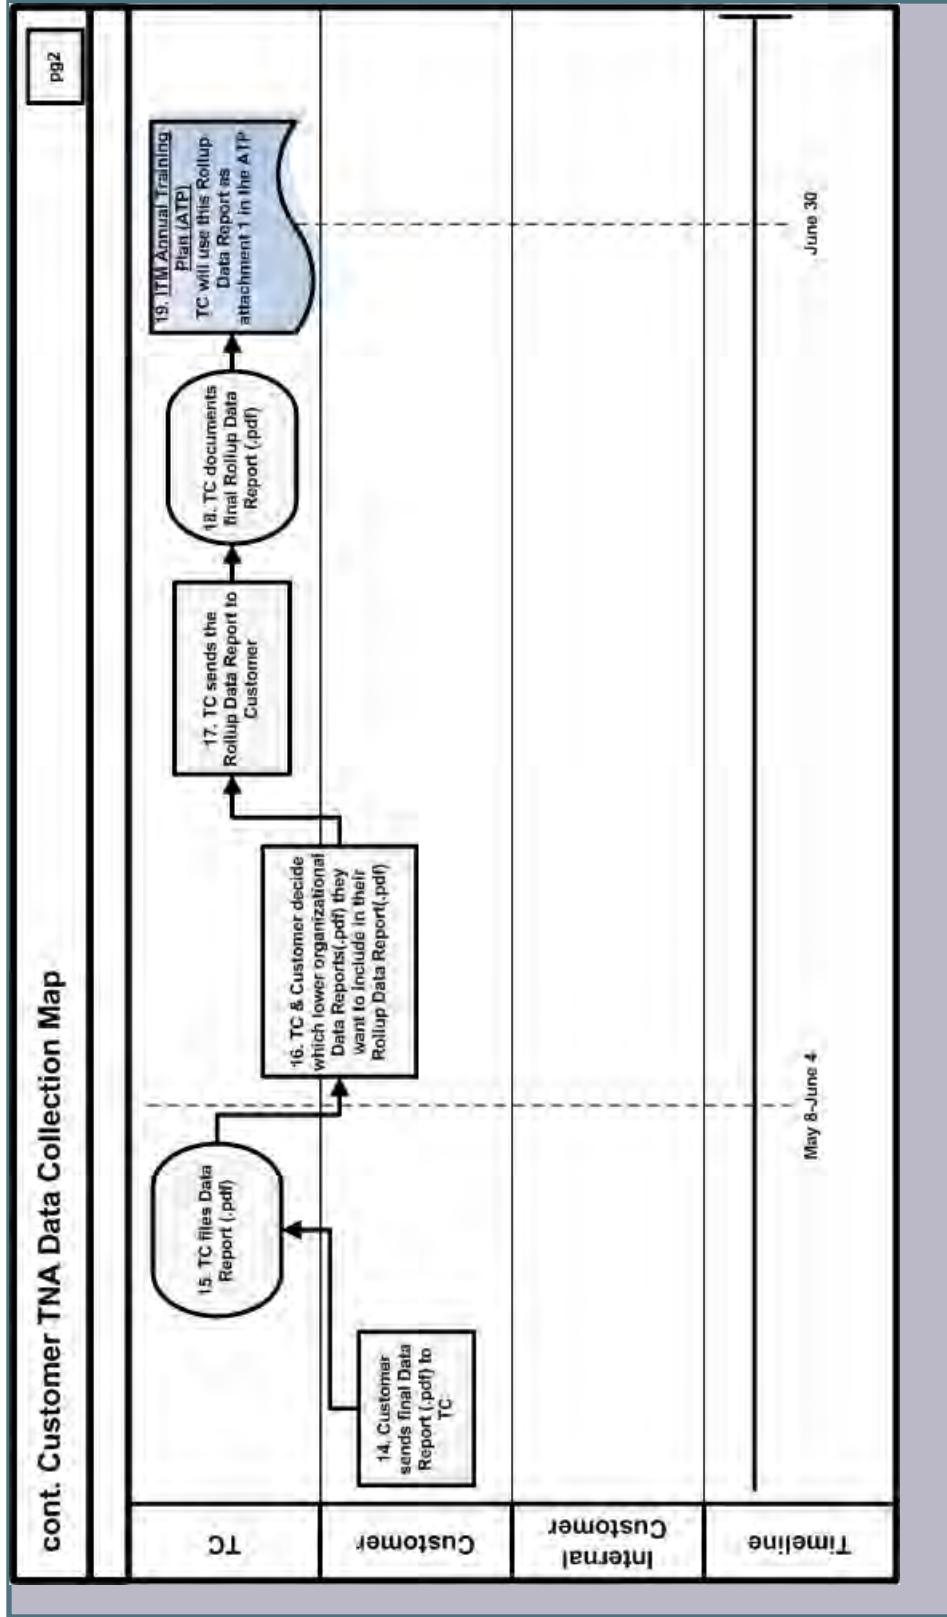 cont. Customer TNA Data Collection Map
pg2
TC
Customer
Internal
Customer
Timeline
14. Customer
sends final Data
Report (.pdf) to
TC
15. TC files Data
Report (.pdf)
16. TC & Customer decide
which lower organizational
Data Reports(.pdf) they
want to include in their
Rollup Data Report(.pdf)
17. TC sends the
Rollup Data Report to
Customer
18. TC documents
final Rollup Data
Report (.pdf)
19. ITM Annual Training
Plan (ATP)
TC will use this Rollup
Data Report as
attachment 1 in the ATP
May 8-June 4
June 30